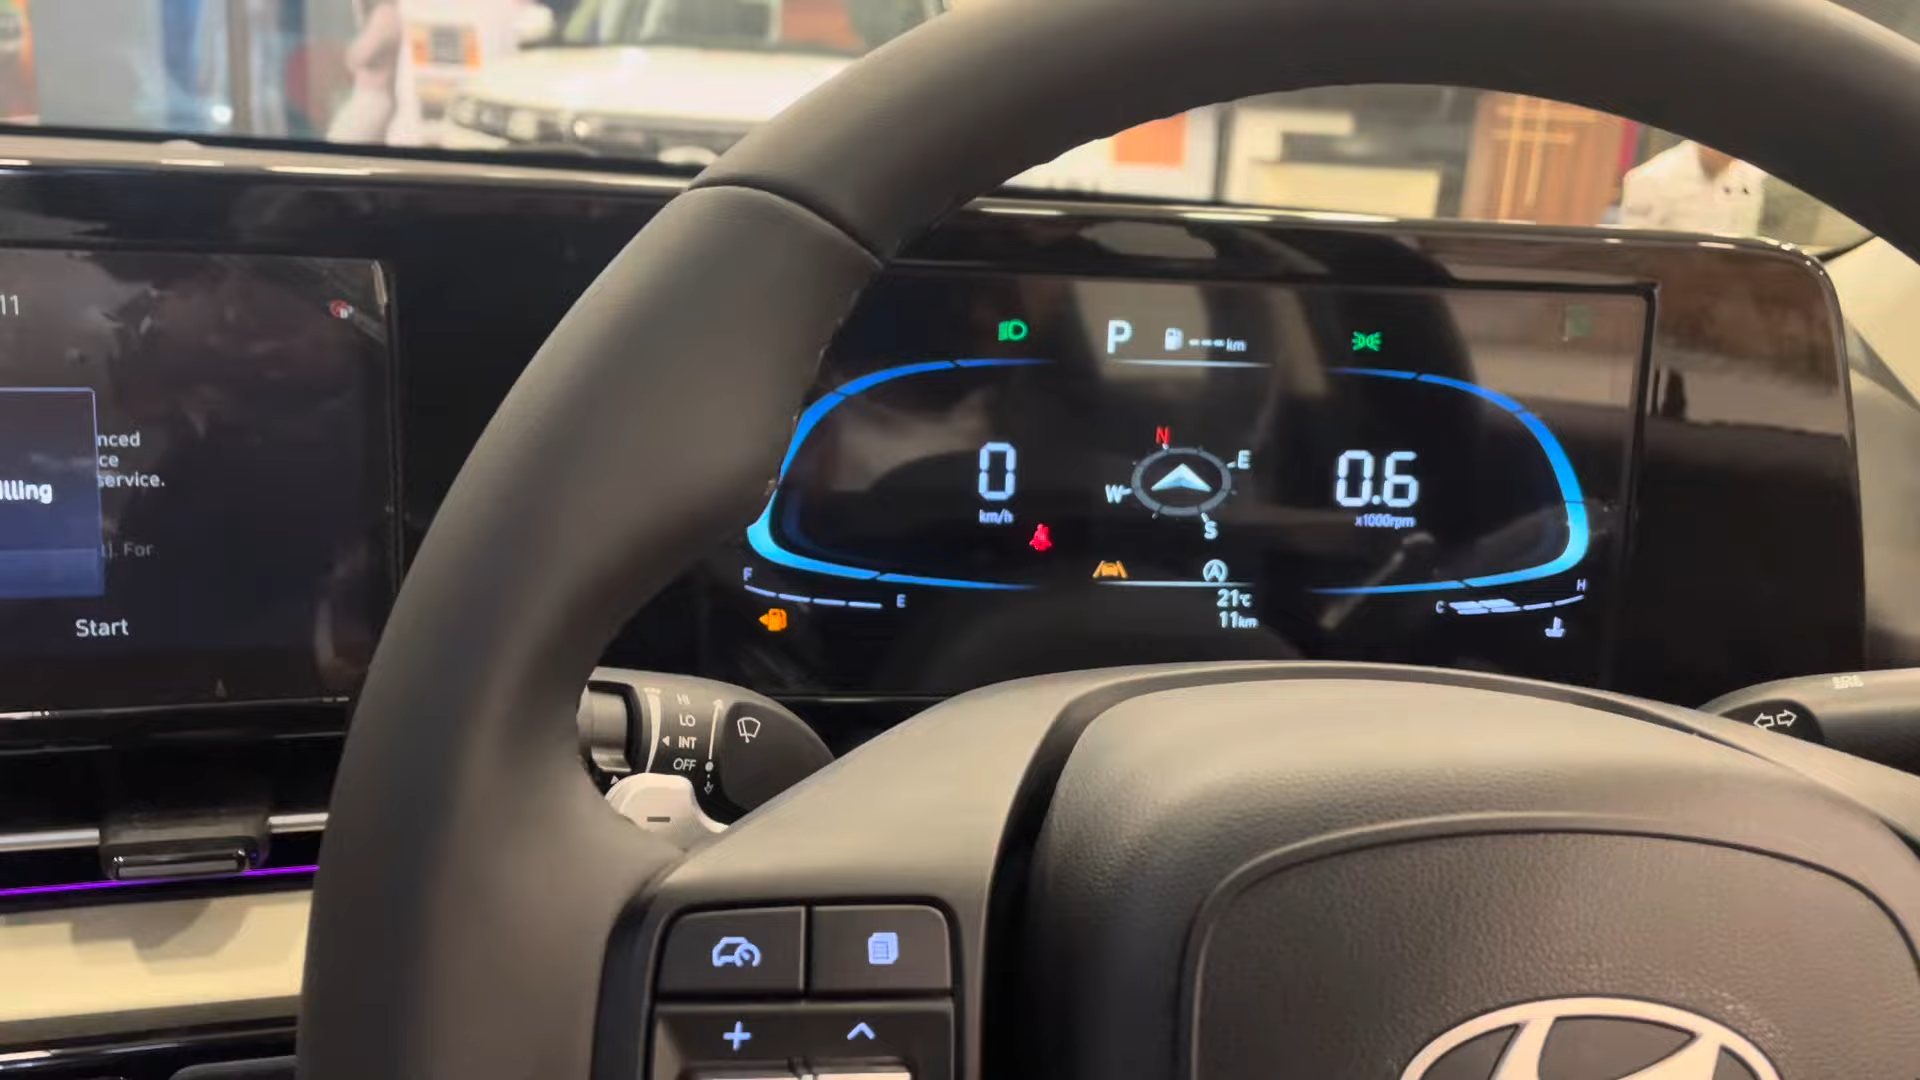 11
P
---km
nced
ce
service.
illing
t]. For
Start
0
km/h
N
E
W
S
0.6
x1000rpm
F
E
21℃
11km
H
C
HI
LO
INT
OFF